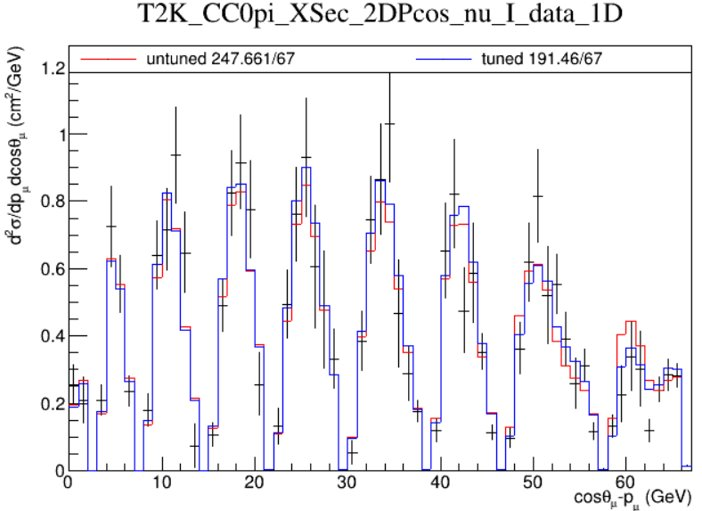 T2K_CC0pi_XSec_2DPcos_nu_I_data_1D
untuned 247.661/67
tuned 191.46/67
d²σ/dp_μ dcosθ_μ (cm²/GeV)
1.2
1
0.8
0.6
0.4
0.2
0
0 10 20 30 40 50 60
cosθ_μ-p_μ (GeV)